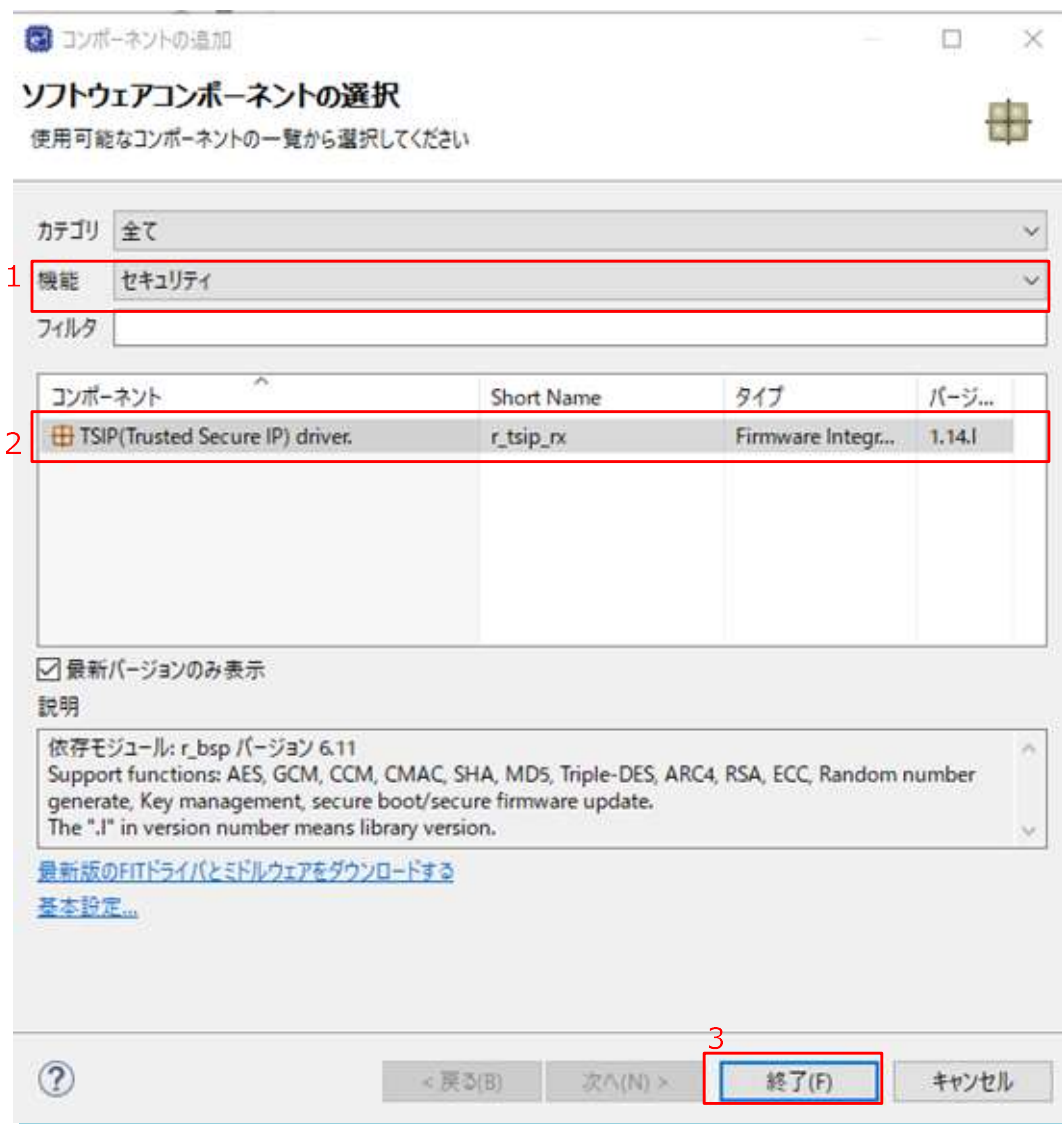 コンポーネントの追加
ソフトウェアコンポーネントの選択
使用可能なコンポーネントの一覧から選択してください
カテゴリ 全て
1 機能 セキュリティ
フィルタ
コンポーネント Short Name タイプ バージ...
2 TSIP(Trusted Secure IP) driver. r_tsip_rx Firmware Integr... 1.14.l
最新バージョンのみ表示
説明
依存モジュール: r_bsp バージョン 6.11
Support functions: AES, GCM, CCM, CMAC, SHA, MD5, Triple-DES, ARC4, RSA, ECC, Random number
generate, Key management, secure boot/secure firmware update.
The ".l" in version number means library version.
最新版のFITドライバとミドルウェアをダウンロードする
基本設定...
3
< 戻る(B) 次へ(N) > 終了(F) キャンセル